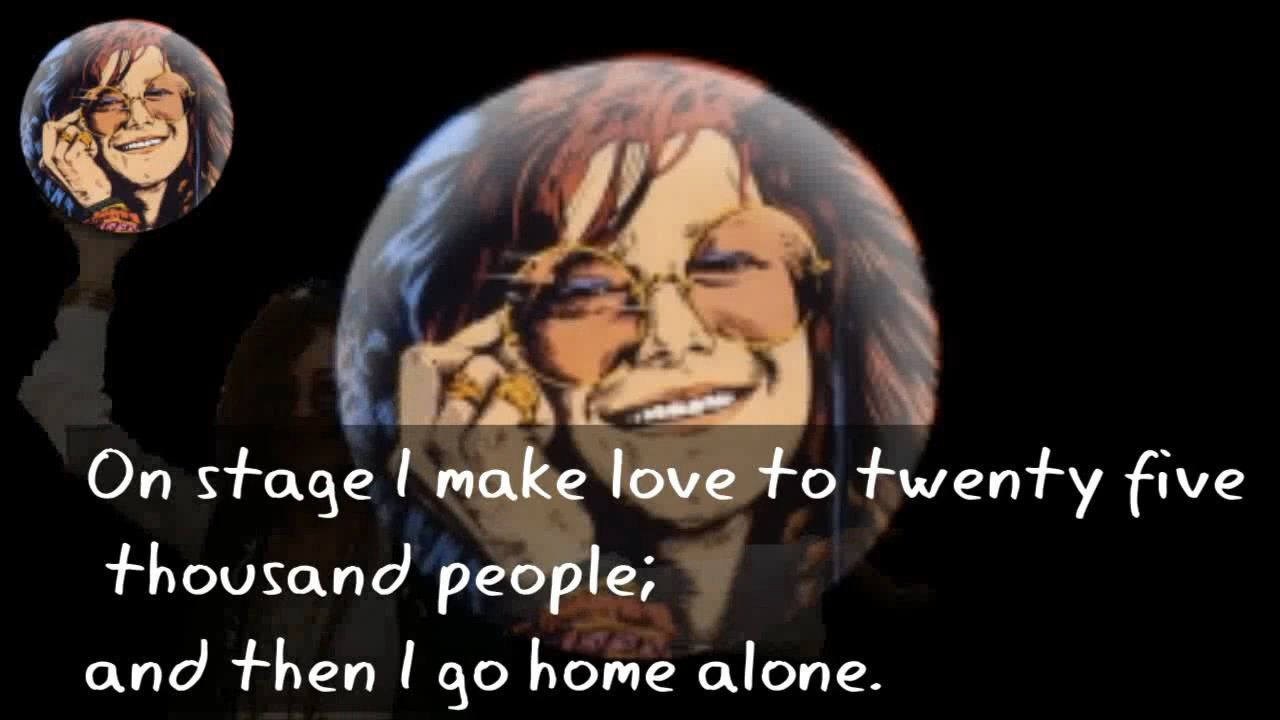 On stage I make love to twenty five
thousand people;
and then I go home alone.